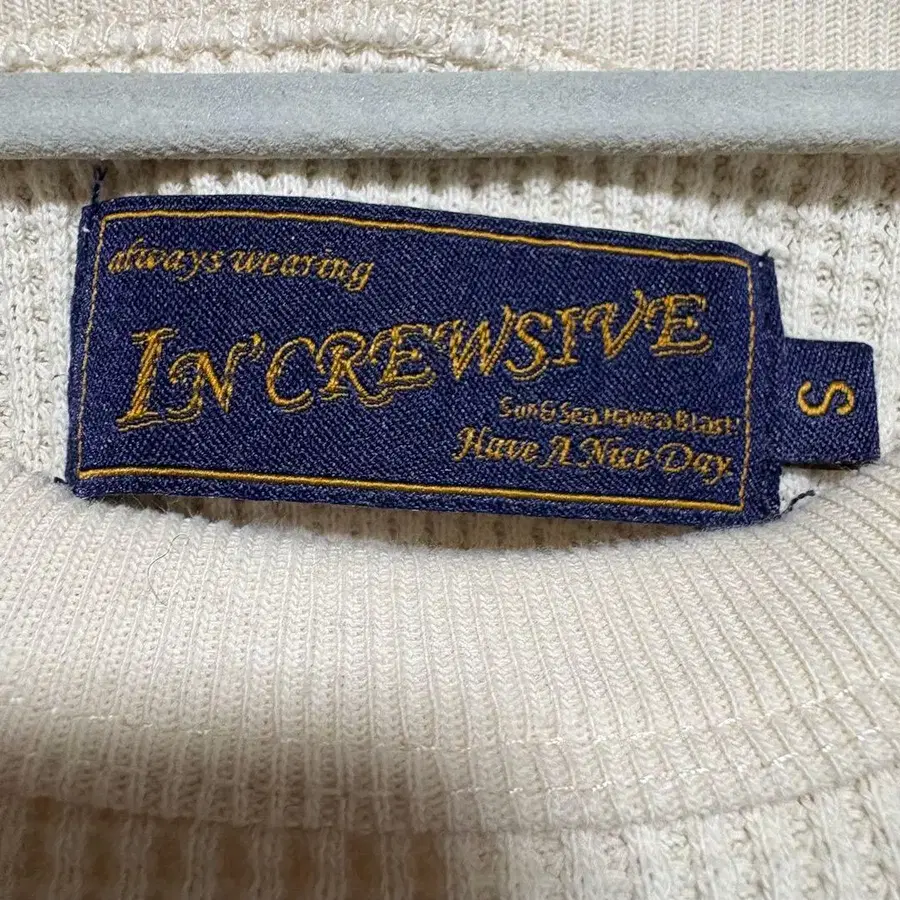 always wearing
IN'CREWSIVE
Sun & Sea. Have a Blast!
Have A Nice Day.
S